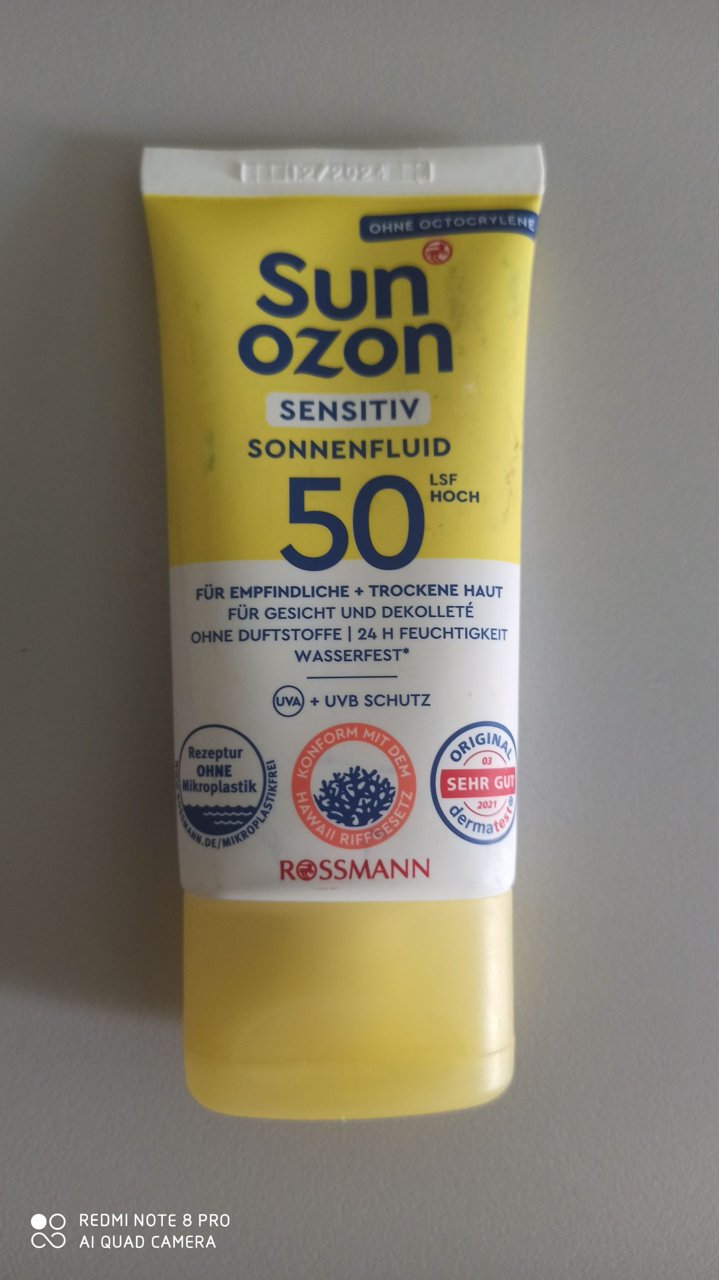 12/2024
OHNE OCTOCRYLENE
Sun
ozon
SENSITIV
SONNENFLUID
50 LSF
HOCH
FÜR EMPFINDLICHE + TROCKENE HAUT
FÜR GESICHT UND DEKOLLETÉ
OHNE DUFTSTOFFE | 24 H FEUCHTIGKEIT
WASSERFEST*
UVA + UVB SCHUTZ
Rezeptur
OHNE
Mikroplastik
ROSSMANN.DE/MIKROPLASTIKFREI
KONFORM MIT DEM
HAWAII RIFFGESETZ
ORIGINAL
03
SEHR GUT
2021
dermatest®
ROSSMANN
REDMI NOTE 8 PRO
AI QUAD CAMERA